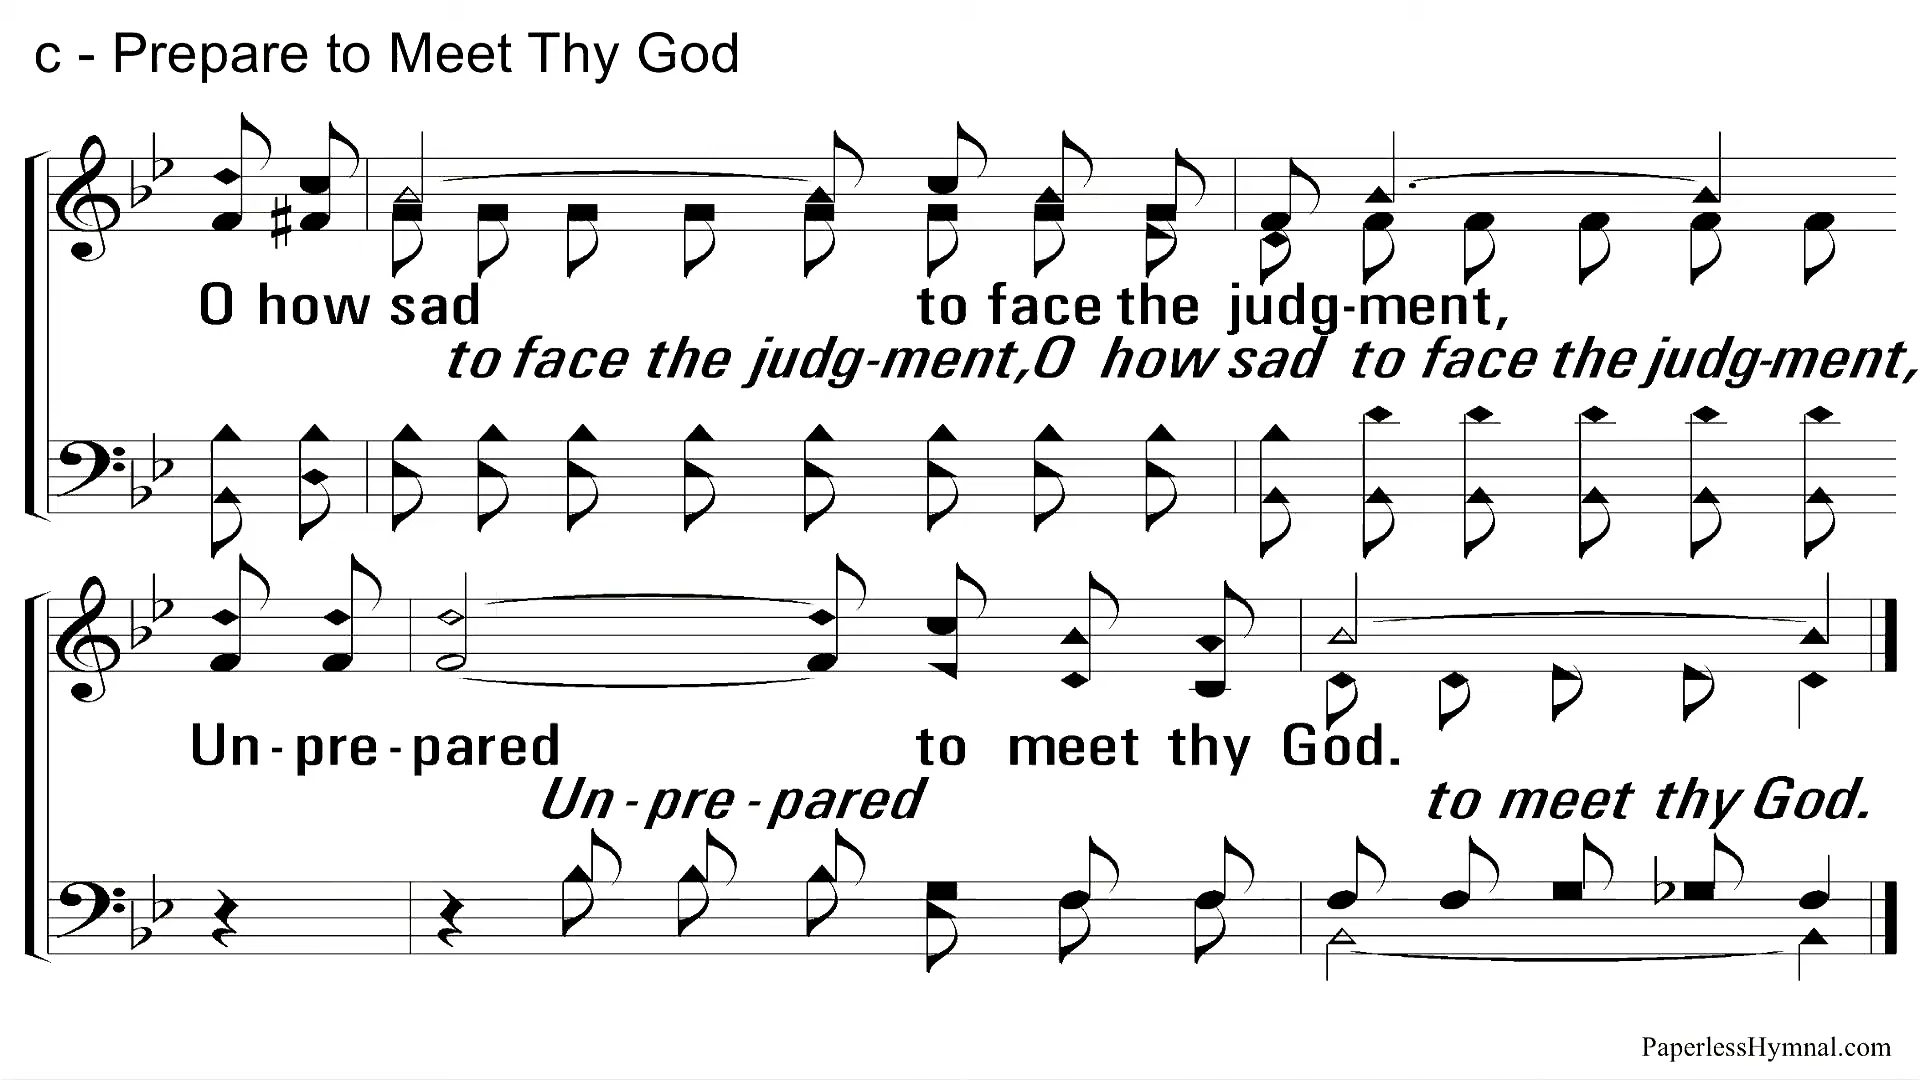 c - Prepare to Meet Thy God
O how sad to face the judg-ment,
to face the judg-ment,O how sad to face the judg-ment,
Un-pre-pared to meet thy God.
Un-pre-pared to meet thy God.
PaperlessHymnal.com